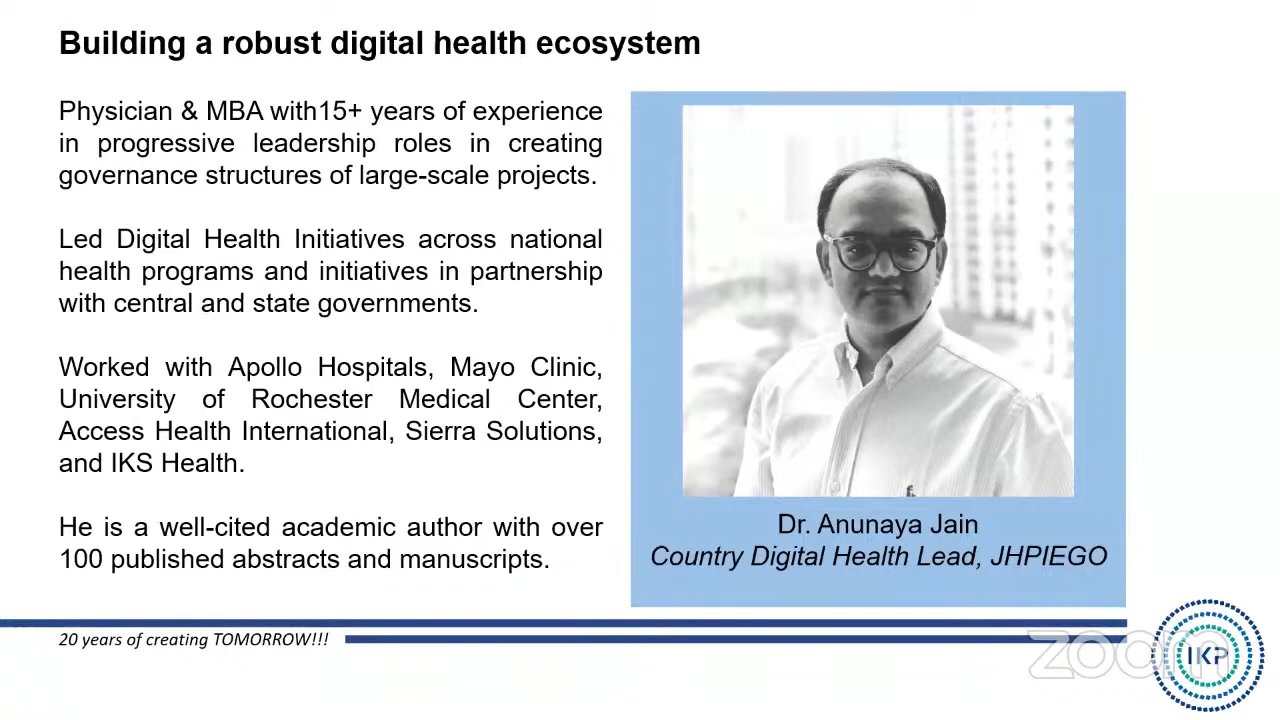 Building a robust digital health ecosystem
Physician & MBA with15+ years of experience
in progressive leadership roles in creating
governance structures of large-scale projects.
Led Digital Health Initiatives across national
health programs and initiatives in partnership
with central and state governments.
Worked with Apollo Hospitals, Mayo Clinic,
University of Rochester Medical Center,
Access Health International, Sierra Solutions,
and IKS Health.
He is a well-cited academic author with over
100 published abstracts and manuscripts.
Dr. Anunaya Jain
Country Digital Health Lead, JHPIEGO
20 years of creating TOMORROW!!!
zoom
IKP